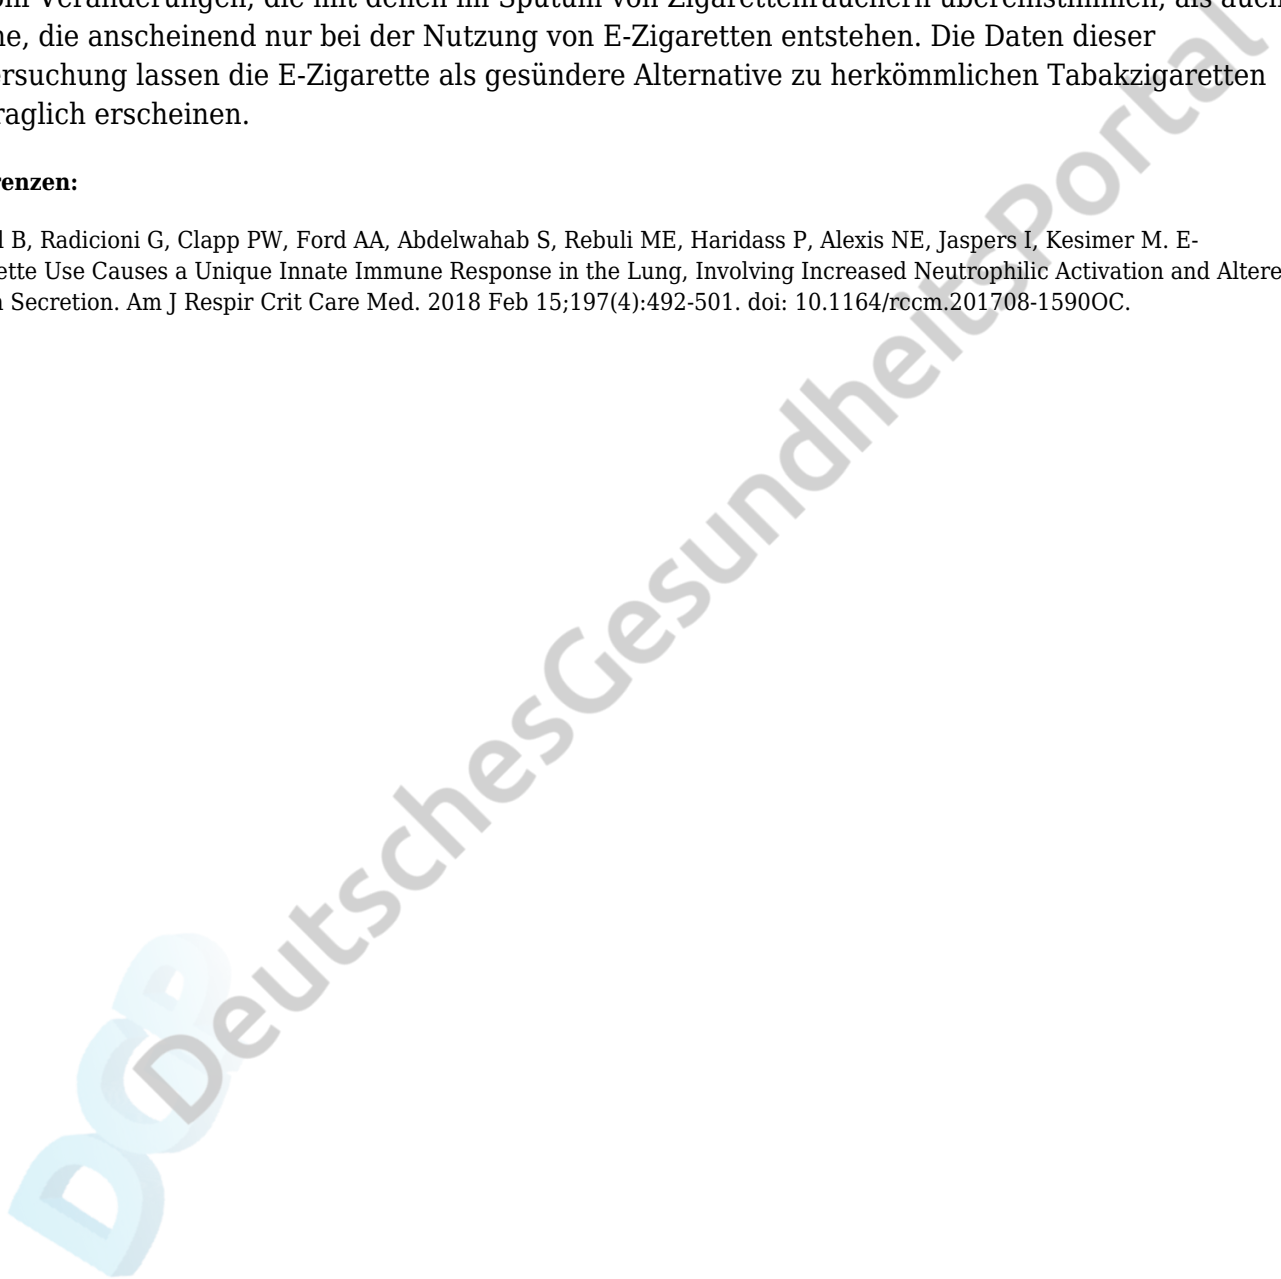 ohl Veränderungen, die mit denen im Sputum von Zigarettenrauchern übereinstimmen, als auch
ne, die anscheinend nur bei der Nutzung von E-Zigaretten entstehen. Die Daten dieser
ersuchung lassen die E-Zigarette als gesündere Alternative zu herkömmlichen Tabakzigaretten
raglich erscheinen.
renzen:
d B, Radicioni G, Clapp PW, Ford AA, Abdelwahab S, Rebuli ME, Haridass P, Alexis NE, Jaspers I, Kesimer M. E-
ette Use Causes a Unique Innate Immune Response in the Lung, Involving Increased Neutrophilic Activation and Altere
n Secretion. Am J Respir Crit Care Med. 2018 Feb 15;197(4):492-501. doi: 10.1164/rccm.201708-1590OC.
DeutschesGesundheitsPortal
DGP